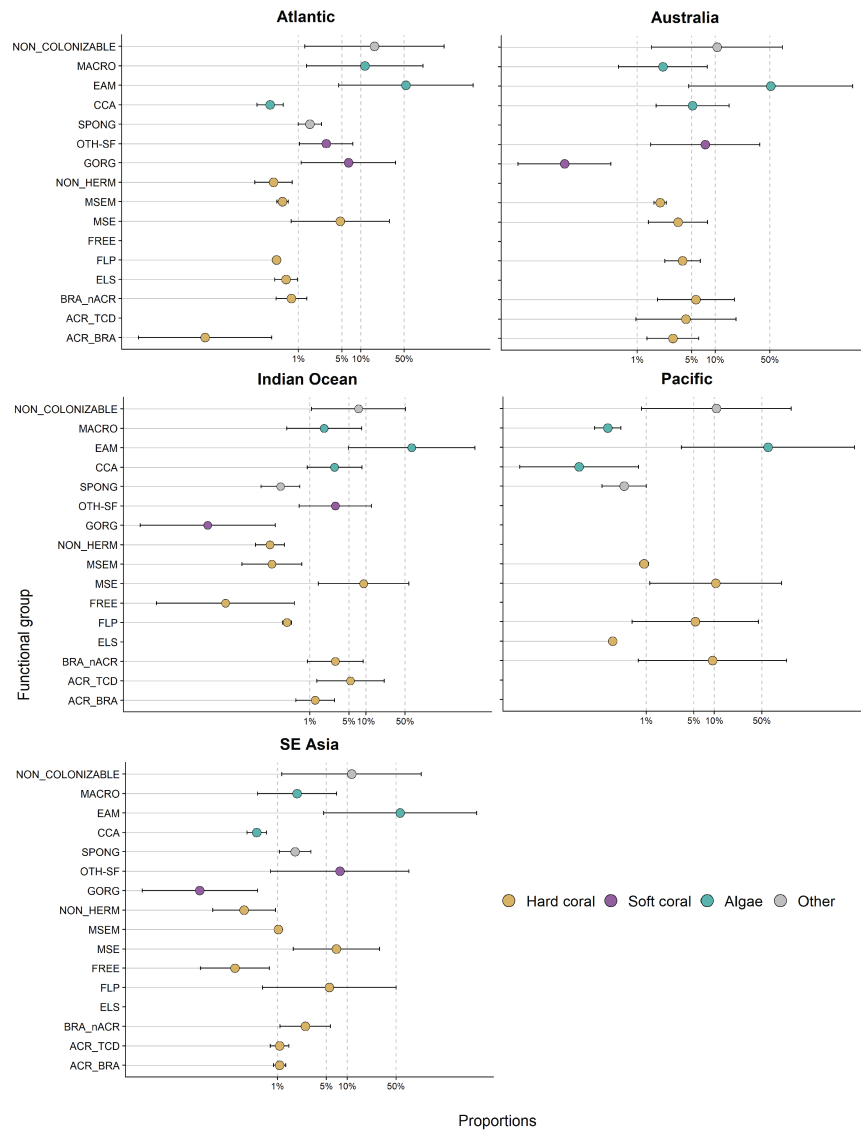 Atlantic
Australia
NON_COLONIZABLE
MACRO
EAM
CCA
SPONG
OTH-SF
GORG
NON_HERM
MSEM
MSE
FREE
FLP
ELS
BRA_nACR
ACR_TCD
ACR_BRA
1% 5% 10% 50%
1% 5% 10% 50%
Indian Ocean
Pacific
NON_COLONIZABLE
MACRO
EAM
CCA
SPONG
OTH-SF
GORG
NON_HERM
MSEM
MSE
FREE
FLP
ELS
BRA_nACR
ACR_TCD
ACR_BRA
1% 5% 10% 50%
1% 5% 10% 50%
Functional group
SE Asia
NON_COLONIZABLE
MACRO
EAM
CCA
SPONG
OTH-SF
GORG
NON_HERM
MSEM
MSE
FREE
FLP
ELS
BRA_nACR
ACR_TCD
ACR_BRA
1% 5% 10% 50%
Hard coral Soft coral Algae Other
Proportions